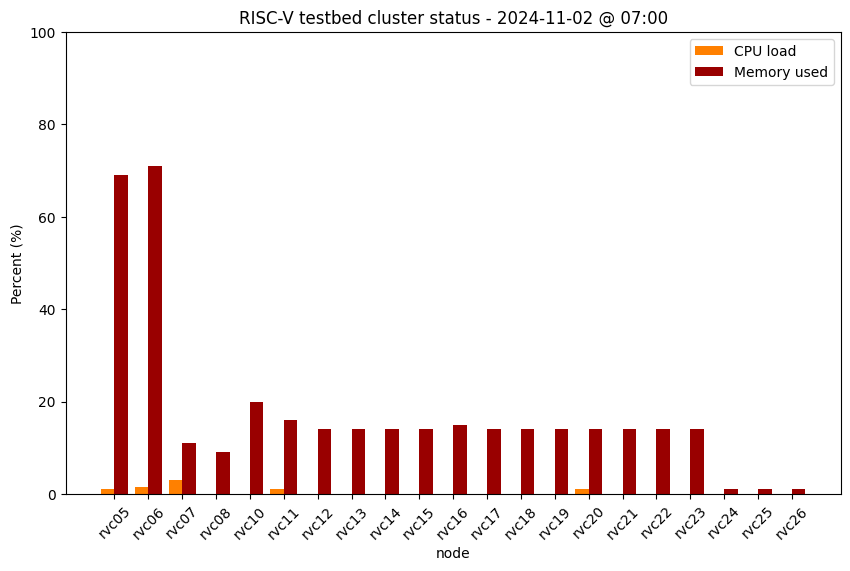 RISC-V testbed cluster status - 2024-11-02 @ 07:00
CPU load
Memory used
Percent (%)
100
80
60
40
20
0
rvc05 rvc06 rvc07 rvc08 rvc10 rvc11 rvc12 rvc13 rvc14 rvc15 rvc16 rvc17 rvc18 rvc19 rvc20 rvc21 rvc22 rvc23 rvc24 rvc25 rvc26
node